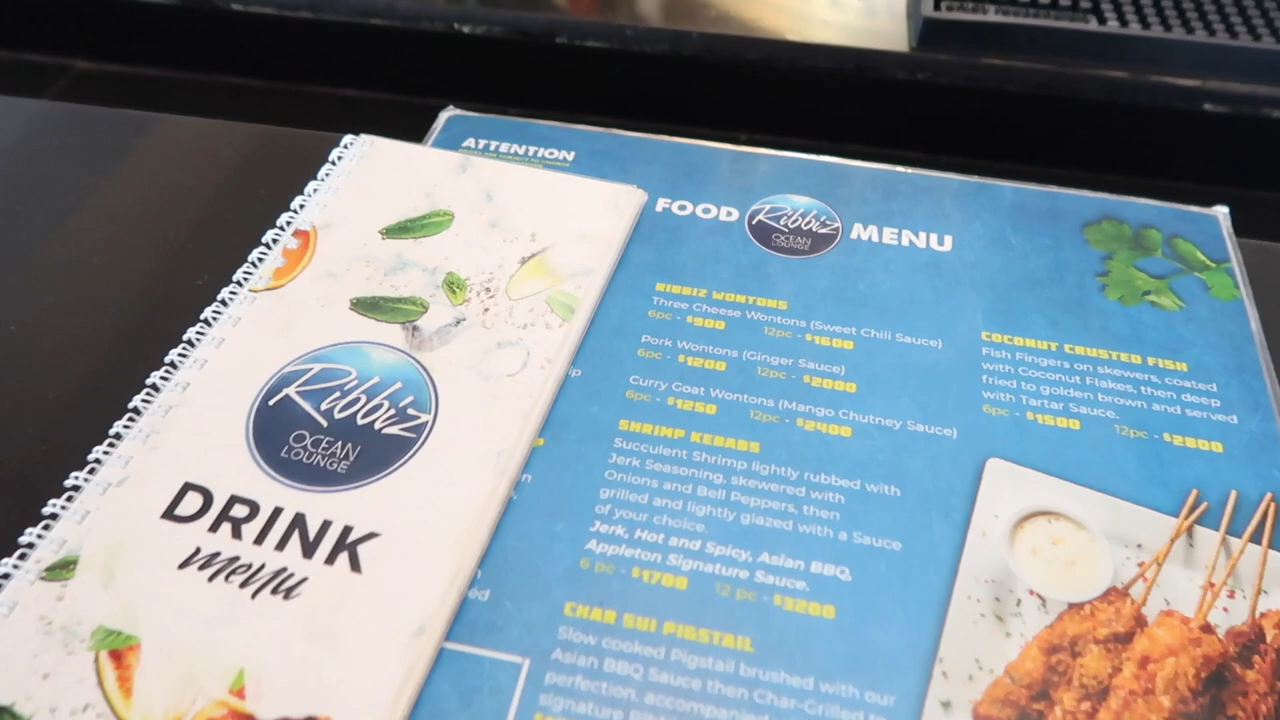 ATTENTION
FOOD Ribbiz OCEAN LOUNGE MENU
RIBBIZ WONTONS
Three Cheese Wontons (Sweet Chili Sauce)
6pc - $900 12pc - $1600
Pork Wontons (Ginger Sauce)
6pc - $1200 12pc - $2000
Curry Goat Wontons (Mango Chutney Sauce)
6pc - $1250 12pc - $2400
SHRIMP KEBABS
Succulent Shrimp lightly rubbed with
Jerk Seasoning, skewered with
Onions and Bell Peppers, then
grilled and lightly glazed with a Sauce
of your choice.
Jerk, Hot and Spicy, Asian BBQ,
Appleton Signature Sauce.
6 pc - $1700 12 pc - $3200
CHAR SUI PIGSTAIL
Slow cooked Pigstail brushed with our
Asian BBQ Sauce then Char-Grilled to
perfection, accompanied
signature
COCONUT CRUSTED FISH
Fish Fingers on skewers, coated
with Coconut Flakes, then deep
fried to golden brown and served
with Tartar Sauce.
6pc - $1500 12pc - $2800
Ribbiz
OCEAN
LOUNGE
DRINK
menu